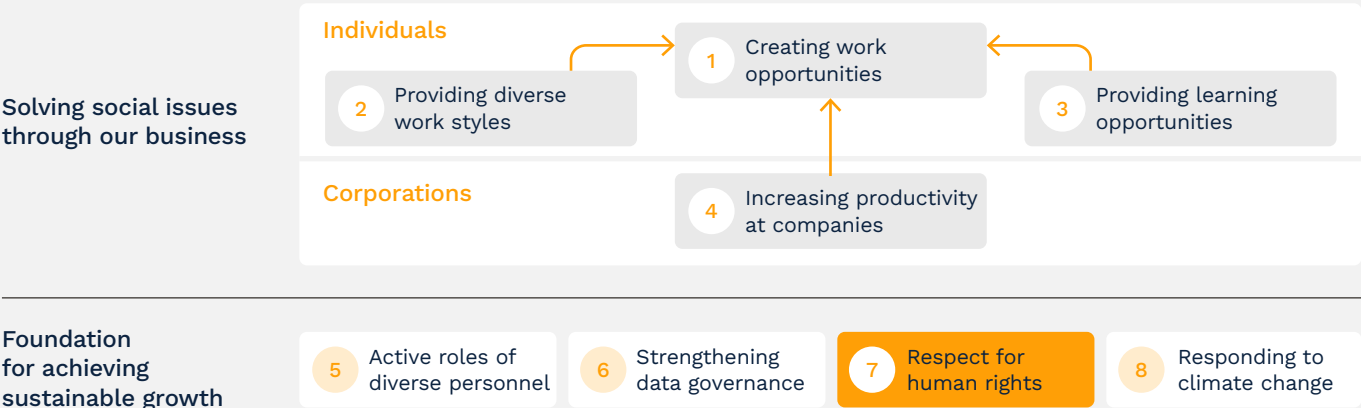 Solving social issues
through our business
Individuals
1
Creating work
opportunities
2
Providing diverse
work styles
3
Providing learning
opportunities
Corporations
4
Increasing productivity
at companies
Foundation
for achieving
sustainable growth
5
Active roles of
diverse personnel
6
Strengthening
data governance
7
Respect for
human rights
8
Responding to
climate change